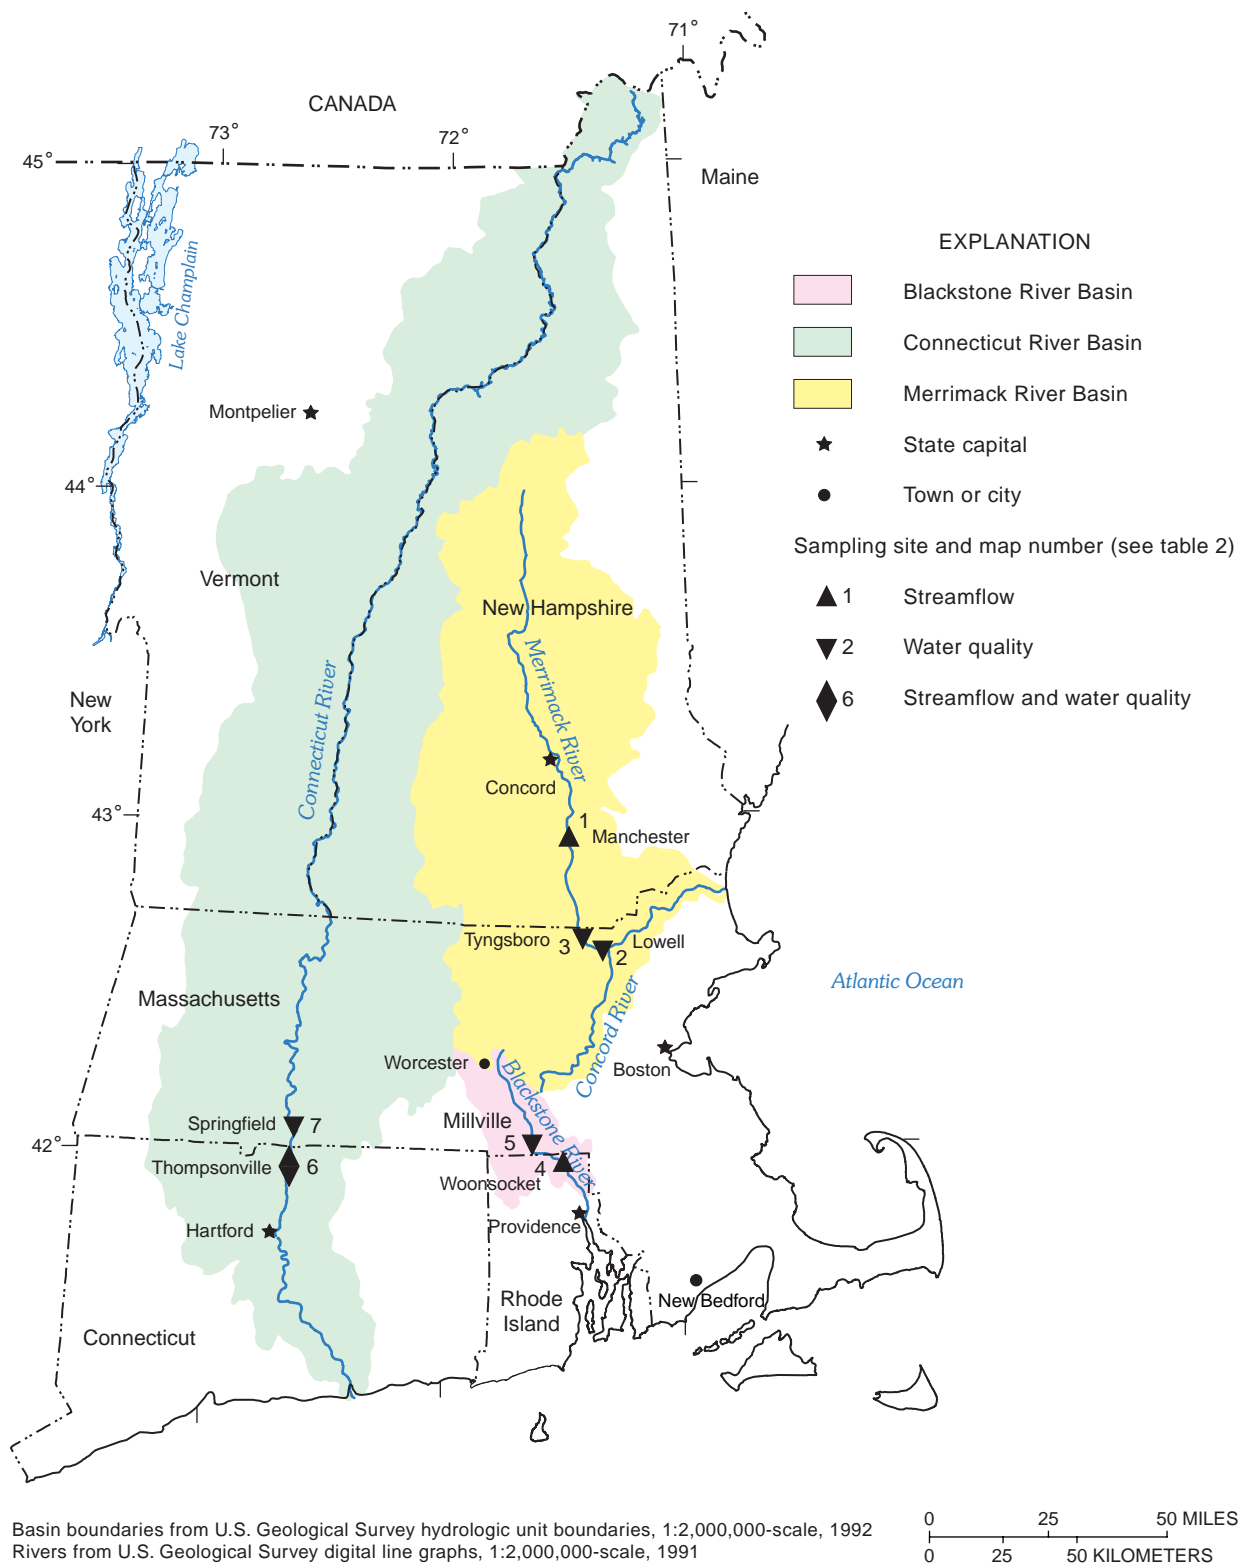 71°
CANADA
73°
72°
45°
Maine
Lake Champlain
EXPLANATION
Blackstone River Basin
Connecticut River Basin
Merrimack River Basin
State capital
Town or city
Sampling site and map number (see table 2)
1 Streamflow
2 Water quality
6 Streamflow and water quality
Montpelier
44°
Vermont
New Hampshire
Merrimack River
Connecticut River
New
York
Concord
43°
1
Manchester
Tyngsboro
3
2
Lowell
Atlantic Ocean
Massachusetts
Concord River
Worcester
Boston
Blackstone River
Springfield
7
Millville
5
42°
Thompsonville
6
4
Woonsocket
Hartford
Providence
Rhode
Island
New Bedford
Connecticut
0 25 50 MILES
0 25 50 KILOMETERS
Basin boundaries from U.S. Geological Survey hydrologic unit boundaries, 1:2,000,000-scale, 1992
Rivers from U.S. Geological Survey digital line graphs, 1:2,000,000-scale, 1991